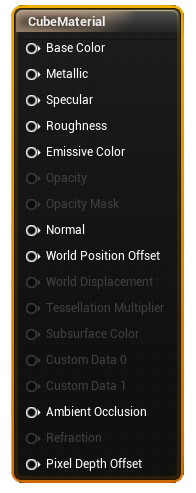 CubeMaterial
Base Color
Metallic
Specular
Roughness
Emissive Color
Opacity
Opacity Mask
Normal
World Position Offset
World Displacement
Tessellation Multiplier
Subsurface Color
Custom Data 0
Custom Data 1
Ambient Occlusion
Refraction
Pixel Depth Offset